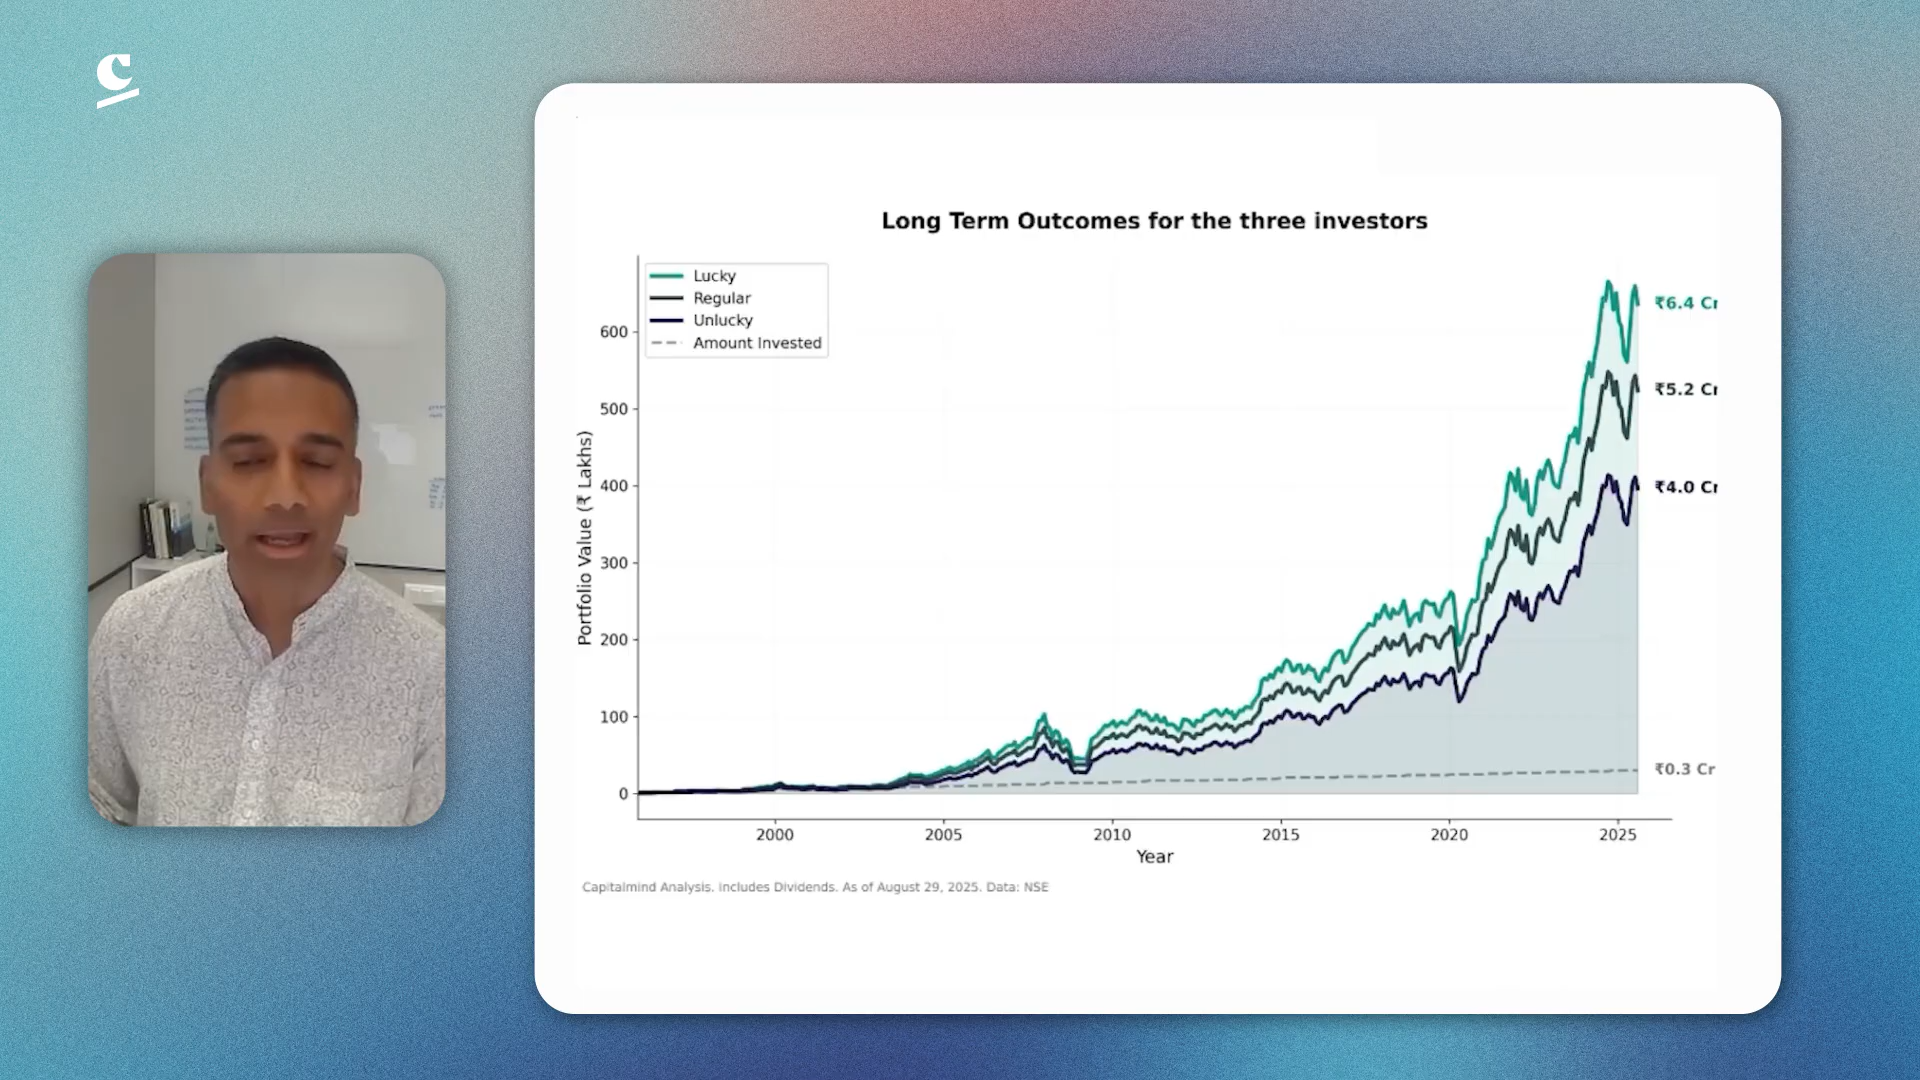 Long Term Outcomes for the three investors
Lucky
Regular
Unlucky
Amount Invested
₹6.4 Cr
₹5.2 Cr
₹4.0 Cr
₹0.3 Cr
Portfolio Value (₹ Lakhs)
600
500
400
300
200
100
0
2000
2005
2010
2015
2020
2025
Year
Capitalmind Analysis. Includes Dividends. As of August 29, 2025. Data: NSE